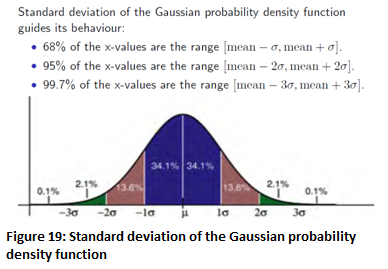 Standard deviation of the Gaussian probability density function
guides its behaviour:
• 68% of the x-values are the range [mean − σ, mean + σ].
• 95% of the x-values are the range [mean − 2σ, mean + 2σ].
• 99.7% of the x-values are the range [mean − 3σ, mean + 3σ].
34.1% 34.1%
0.1% 2.1% 13.6% 13.6% 2.1% 0.1%
−3σ −2σ −1σ μ 1σ 2σ 3σ
Figure 19: Standard deviation of the Gaussian probability
density function